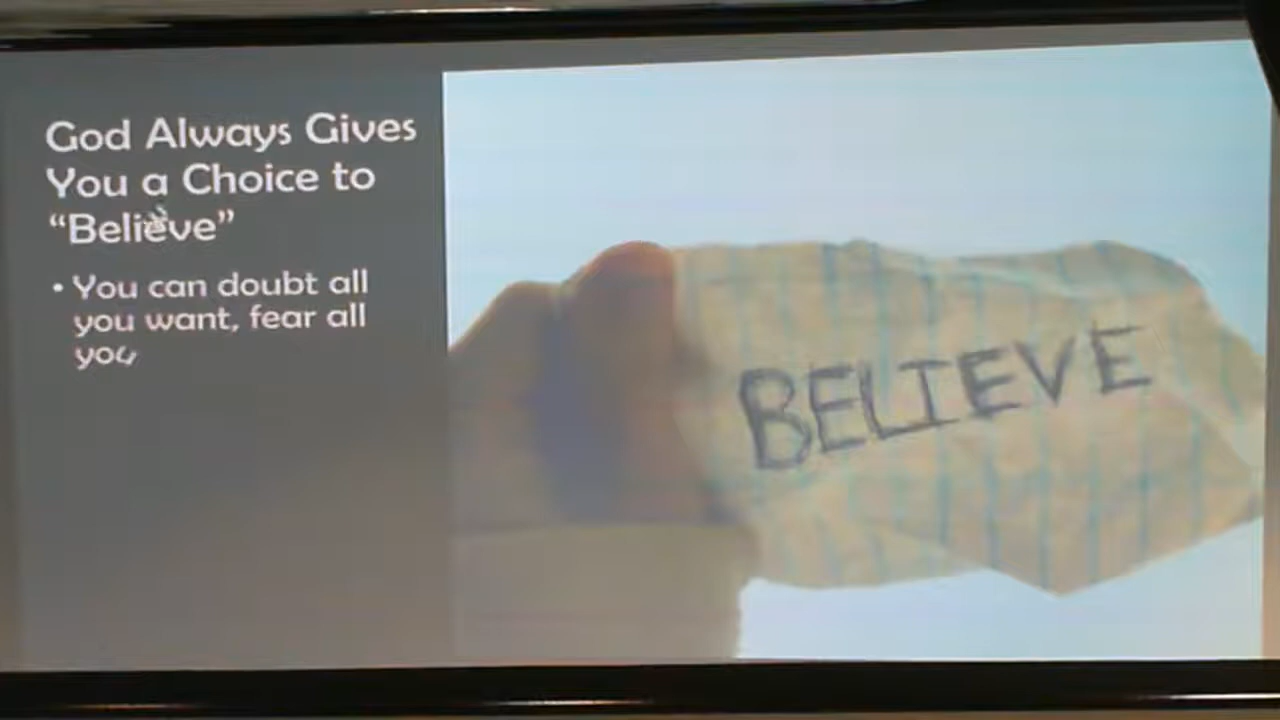 God Always Gives
You a Choice to
“Believe”
• You can doubt all
you want, fear all
you
BELIEVE